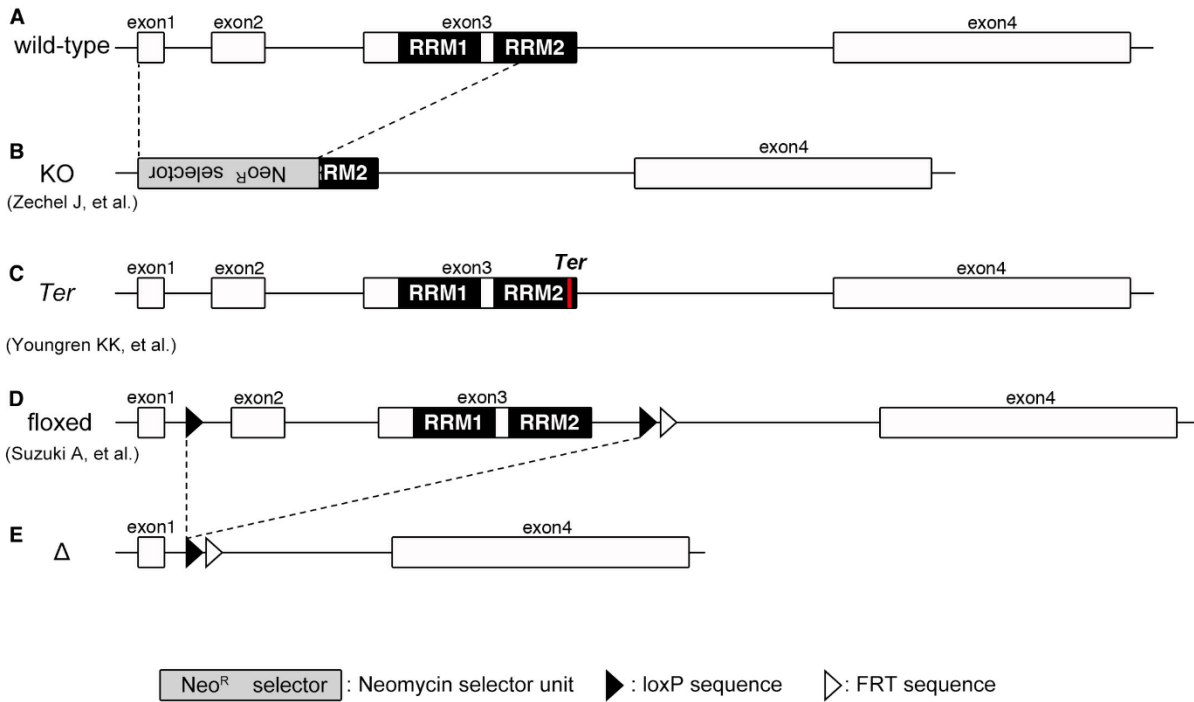 A
wild-type
exon1
exon2
exon3
RRM1
RRM2
exon4
B
KO
(Zechel J, et al.)
Neoᴿ selector
RM2
exon4
C
Ter
(Youngren KK, et al.)
exon1
exon2
exon3
RRM1
RRM2
Ter
exon4
D
floxed
(Suzuki A, et al.)
exon1
exon2
exon3
RRM1
RRM2
exon4
E
Δ
exon1
exon4
Neoᴿ selector : Neomycin selector unit
: loxP sequence
: FRT sequence